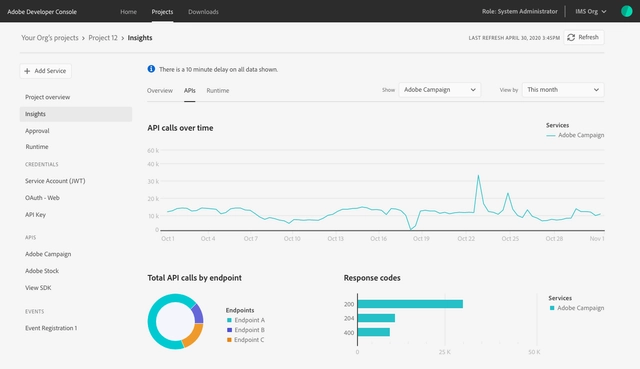 Adobe Developer Console Home Projects Downloads Role: System Administrator IMS Org
Your Org's projects > Project 12 > Insights LAST REFRESH APRIL 30, 2020 3:45PM Refresh
+ Add Service
There is a 10 minute delay on all data shown.
Overview APIs Runtime Show Adobe Campaign View by This month
Project overview
Insights
Approval
Runtime
CREDENTIALS
Service Account (JWT)
OAuth - Web
API Key
APIS
Adobe Campaign
Adobe Stock
View SDK
EVENTS
Event Registration 1
API calls over time
Services
Adobe Campaign
60 k
40 k
30 k
20 k
10 k
0
Oct 1 Oct 4 Oct 7 Oct 10 Oct 13 Oct 16 Oct 19 Oct 22 Oct 25 Oct 28 Nov 1
Total API calls by endpoint
Endpoints
Endpoint A
Endpoint B
Endpoint C
Response codes
Services
Adobe Campaign
200
204
400
0 25 K 50 K